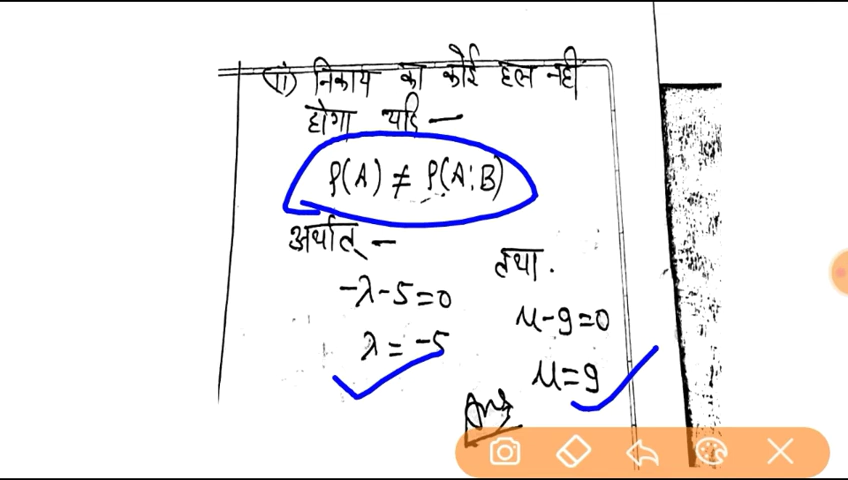 (ii) निकाय का कोई हल नहीं
होगा यदि —
ρ(A) ≠ ρ(A:B)
अर्थात् —
तथा.
-λ-5=0
μ-9=0
λ = -5
μ=9
Ans